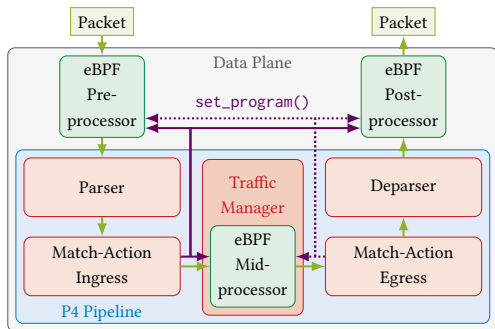 Packet
Packet
Data Plane
eBPF
Pre-
processor
eBPF
Post-
processor
set_program()
Parser
Traffic
Manager
Deparser
Match-Action
Ingress
eBPF
Mid-
processor
Match-Action
Egress
P4 Pipeline